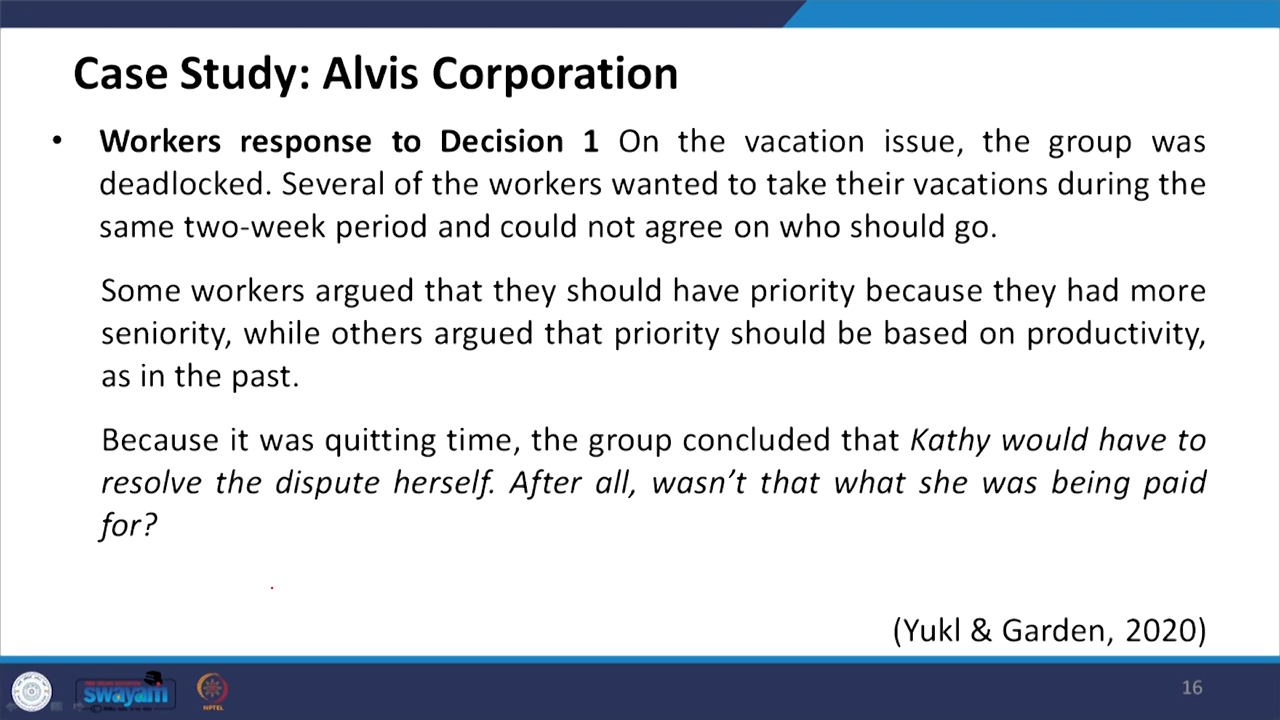 Case Study: Alvis Corporation
• Workers response to Decision 1 On the vacation issue, the group was
deadlocked. Several of the workers wanted to take their vacations during the
same two-week period and could not agree on who should go.
Some workers argued that they should have priority because they had more
seniority, while others argued that priority should be based on productivity,
as in the past.
Because it was quitting time, the group concluded that Kathy would have to
resolve the dispute herself. After all, wasn't that what she was being paid
for?
(Yukl & Garden, 2020)
swayam
NPTEL
16